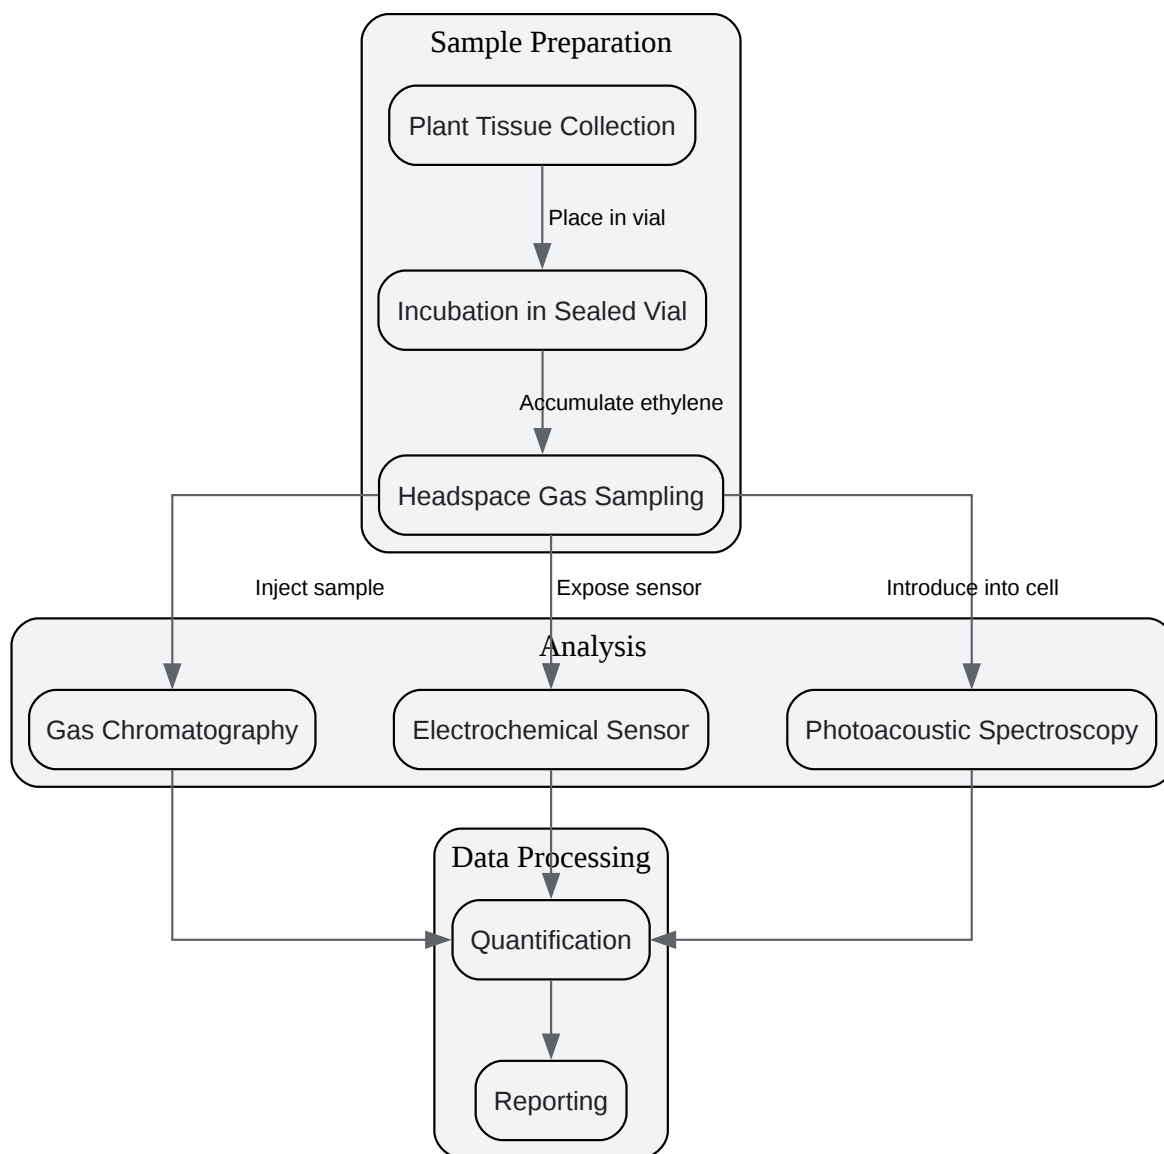 Sample Preparation
Plant Tissue Collection
Place in vial
Incubation in Sealed Vial
Accumulate ethylene
Headspace Gas Sampling
Inject sample
Expose sensor
Introduce into cell
Analysis
Gas Chromatography
Electrochemical Sensor
Photoacoustic Spectroscopy
Data Processing
Quantification
Reporting